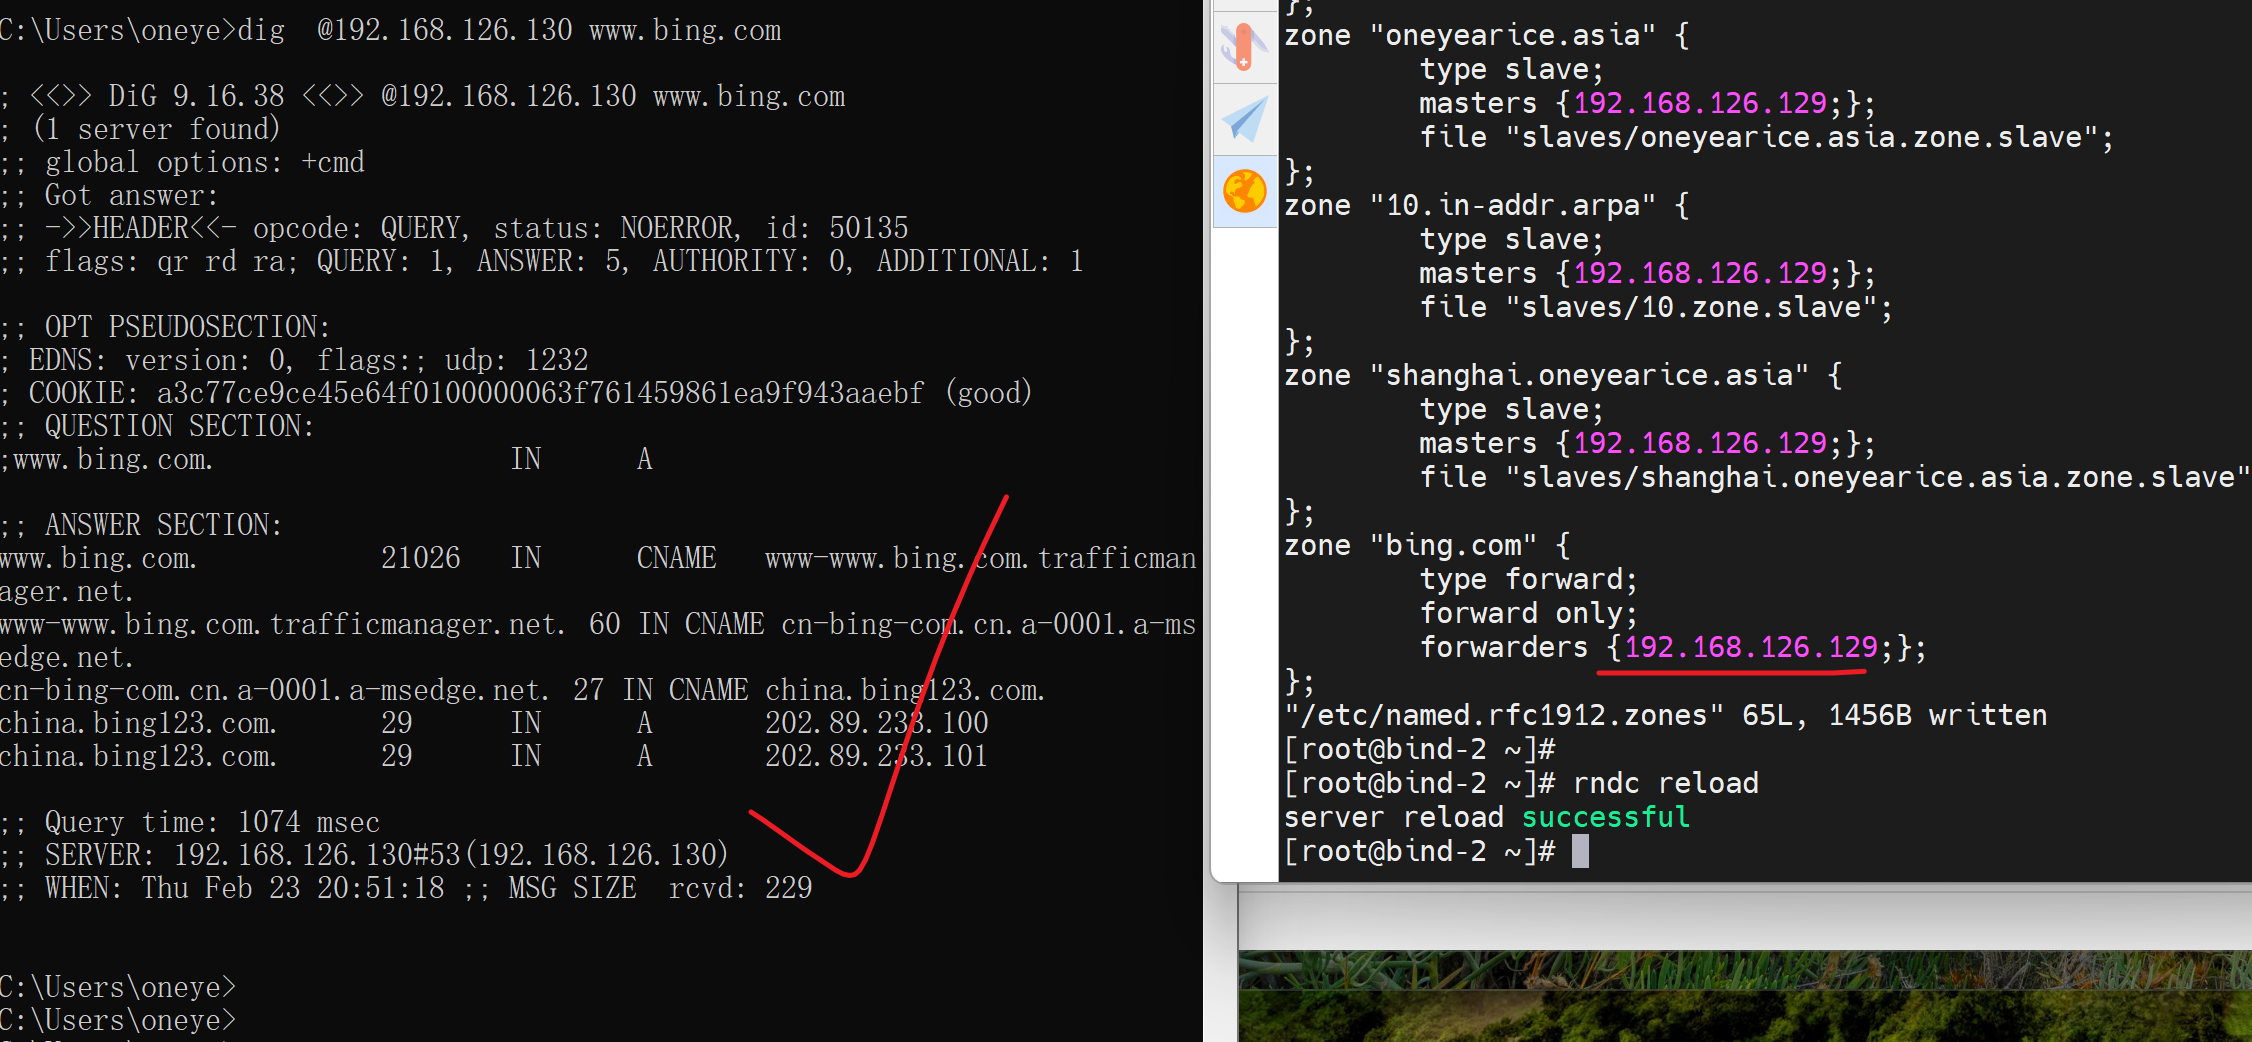 C:\Users\oneye>dig  @192.168.126.130 www.bing.com
; <<>> DiG 9.16.38 <<>> @192.168.126.130 www.bing.com
; (1 server found)
;; global options: +cmd
;; Got answer:
;; ->>HEADER<<- opcode: QUERY, status: NOERROR, id: 50135
;; flags: qr rd ra; QUERY: 1, ANSWER: 5, AUTHORITY: 0, ADDITIONAL: 1
;; OPT PSEUDOSECTION:
; EDNS: version: 0, flags:; udp: 1232
; COOKIE: a3c77ce9ce45e64f0100000063f761459861ea9f943aaebf (good)
;; QUESTION SECTION:
;www.bing.com. IN A
;; ANSWER SECTION:
www.bing.com. 21026 IN CNAME www-www.bing.com.trafficman
ager.net.
www-www.bing.com.trafficmanager.net. 60 IN CNAME cn-bing-com.cn.a-0001.a-ms
edge.net.
cn-bing-com.cn.a-0001.a-msedge.net. 27 IN CNAME china.bing123.com.
china.bing123.com. 29 IN A 202.89.233.100
china.bing123.com. 29 IN A 202.89.233.101
;; Query time: 1074 msec
;; SERVER: 192.168.126.130#53(192.168.126.130)
;; WHEN: Thu Feb 23 20:51:18 ;; MSG SIZE  rcvd: 229
C:\Users\oneye>
C:\Users\oneye>
};
zone "oneyearice.asia" {
type slave;
masters {192.168.126.129;};
file "slaves/oneyearice.asia.zone.slave";
};
zone "10.in-addr.arpa" {
type slave;
masters {192.168.126.129;};
file "slaves/10.zone.slave";
};
zone "shanghai.oneyearice.asia" {
type slave;
masters {192.168.126.129;};
file "slaves/shanghai.oneyearice.asia.zone.slave"
};
zone "bing.com" {
type forward;
forward only;
forwarders {192.168.126.129;};
};
"/etc/named.rfc1912.zones" 65L, 1456B written
[root@bind-2 ~]#
[root@bind-2 ~]# rndc reload
server reload successful
[root@bind-2 ~]#